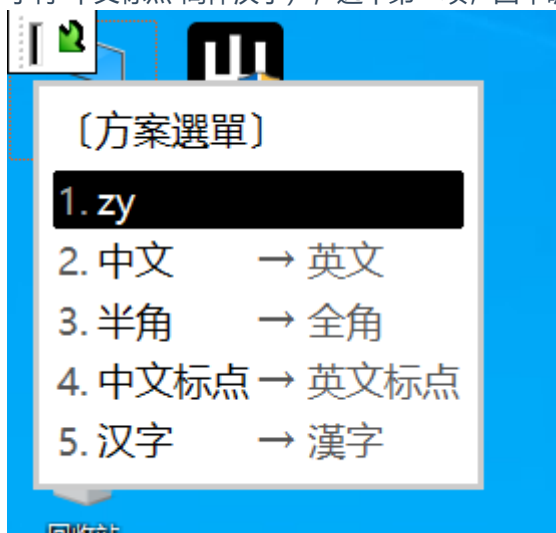 〔方案選單〕
1. zy
2. 中文 → 英文
3. 半角 → 全角
4. 中文标点 → 英文标点
5. 汉字 → 漢字